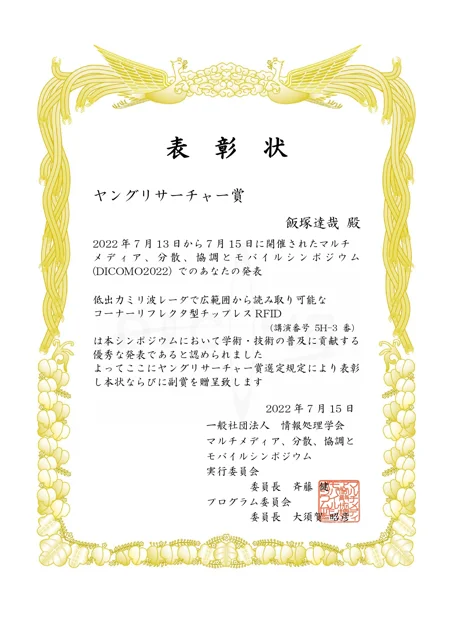 表彰状
ヤングリサーチャー賞
飯塚達哉 殿
2022年7月13日から7月15日に開催されたマルチ
メディア、分散、協調とモバイルシンポジウム
(DICOMO2022) でのあなたの発表
低出力ミリ波レーダで広範囲から読み取り可能な
コーナーリフレクタ型チップレスRFID
(講演番号 5H-3 番)
は本シンポジウムにおいて学術・技術の普及に貢献する
優秀な発表であると認められました
よってここにヤングリサーチャー賞選定規定により表彰
し本状ならびに副賞を贈呈致します
2022年7月15日
一般社団法人 情報処理学会
マルチメディア、分散、協調と
モバイルシンポジウム
実行委員会
委員長 斉藤 健
プログラム委員会
委員長 大須賀 昭彦